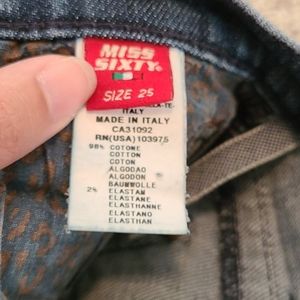 MISS
SIXTY
SIZE 25
ITALY
MADE IN ITALY
CA31092
RN(USA)103975
98% COTONE
COTTON
COTON
ALGODAO
ALGODON
BAUMWOLLE
2% ELASTAM
ELASTANE
ELASTHANNE
ELASTANO
ELASTHAN